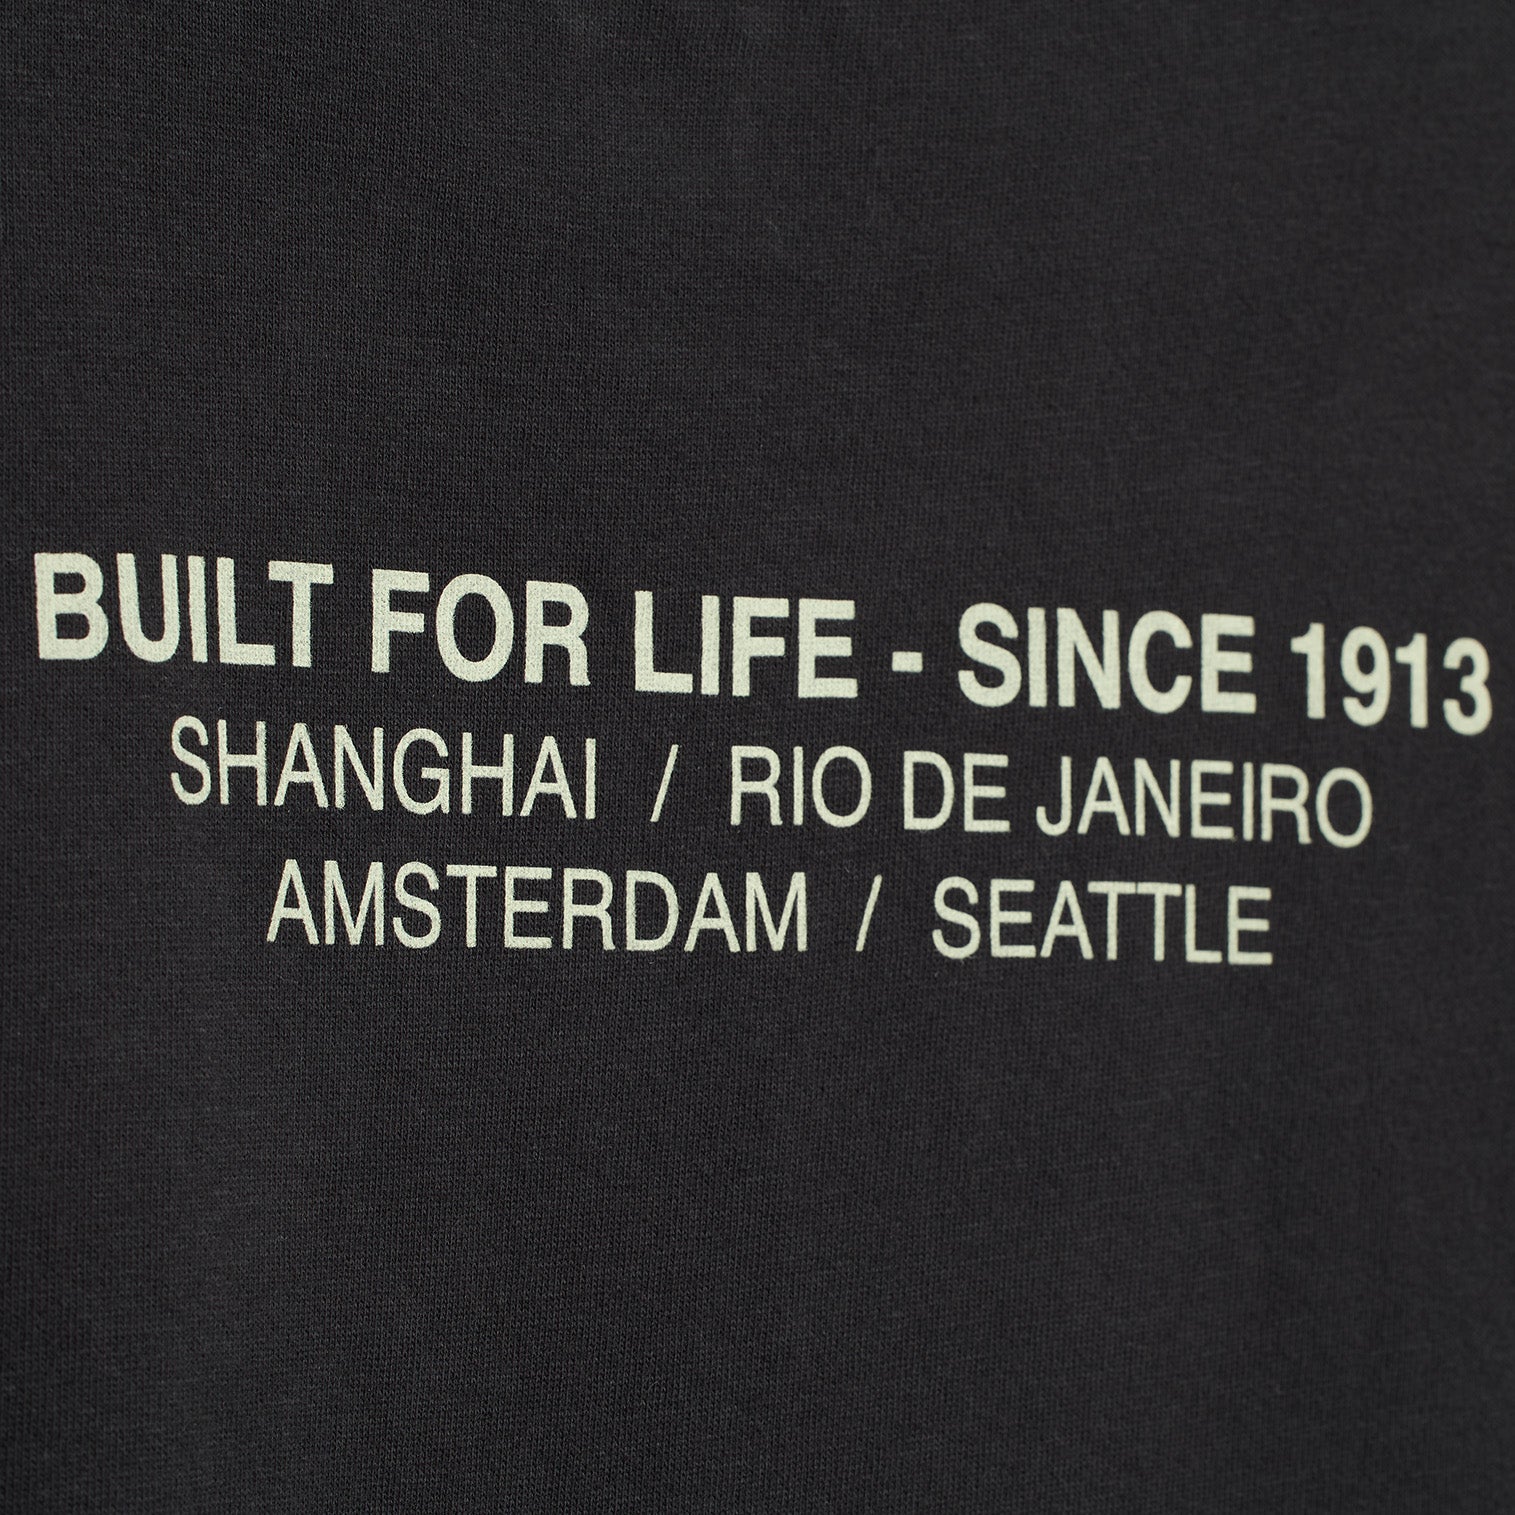 BUILT FOR LIFE - SINCE 1913
SHANGHAI / RIO DE JANEIRO
AMSTERDAM / SEATTLE